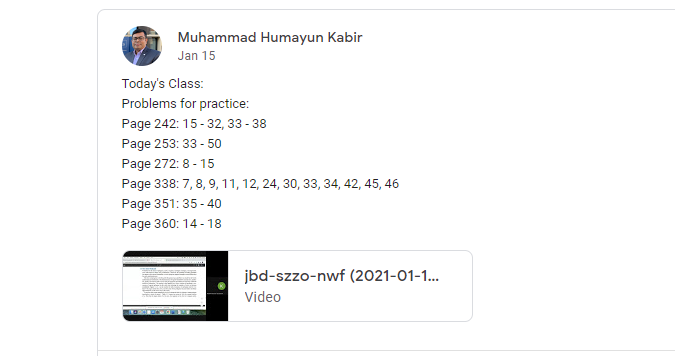 Muhammad Humayun Kabir
Jan 15
Today's Class:
Problems for practice:
Page 242: 15 - 32, 33 - 38
Page 253: 33 - 50
Page 272: 8 - 15
Page 338: 7, 8, 9, 11, 12, 24, 30, 33, 34, 42, 45, 46
Page 351: 35 - 40
Page 360: 14 - 18
jbd-szzo-nwf (2021-01-1...
Video